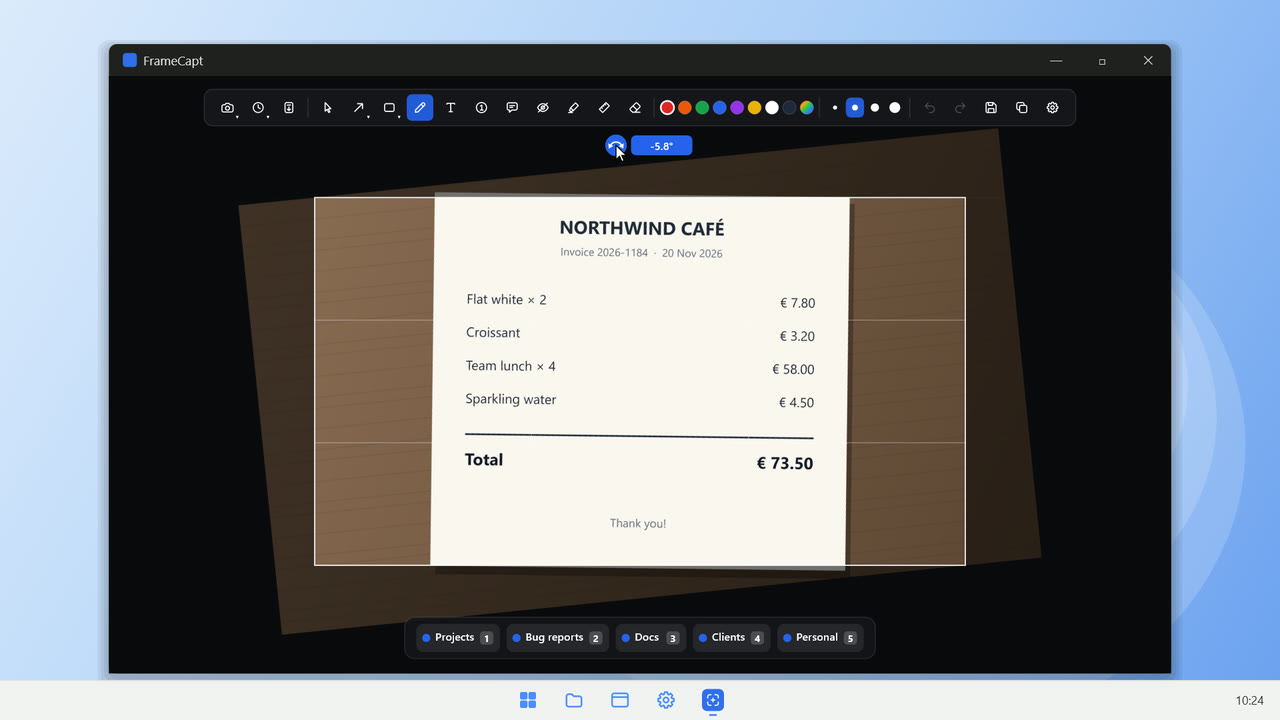 FrameCapt
-5.8°
NORTHWIND CAFÉ
Invoice 2026-1184 · 20 Nov 2026
Flat white × 2 € 7.80
Croissant € 3.20
Team lunch × 4 € 58.00
Sparkling water € 4.50
Total € 73.50
Thank you!
Projects 1 Bug reports 2 Docs 3 Clients 4 Personal 5
10:24